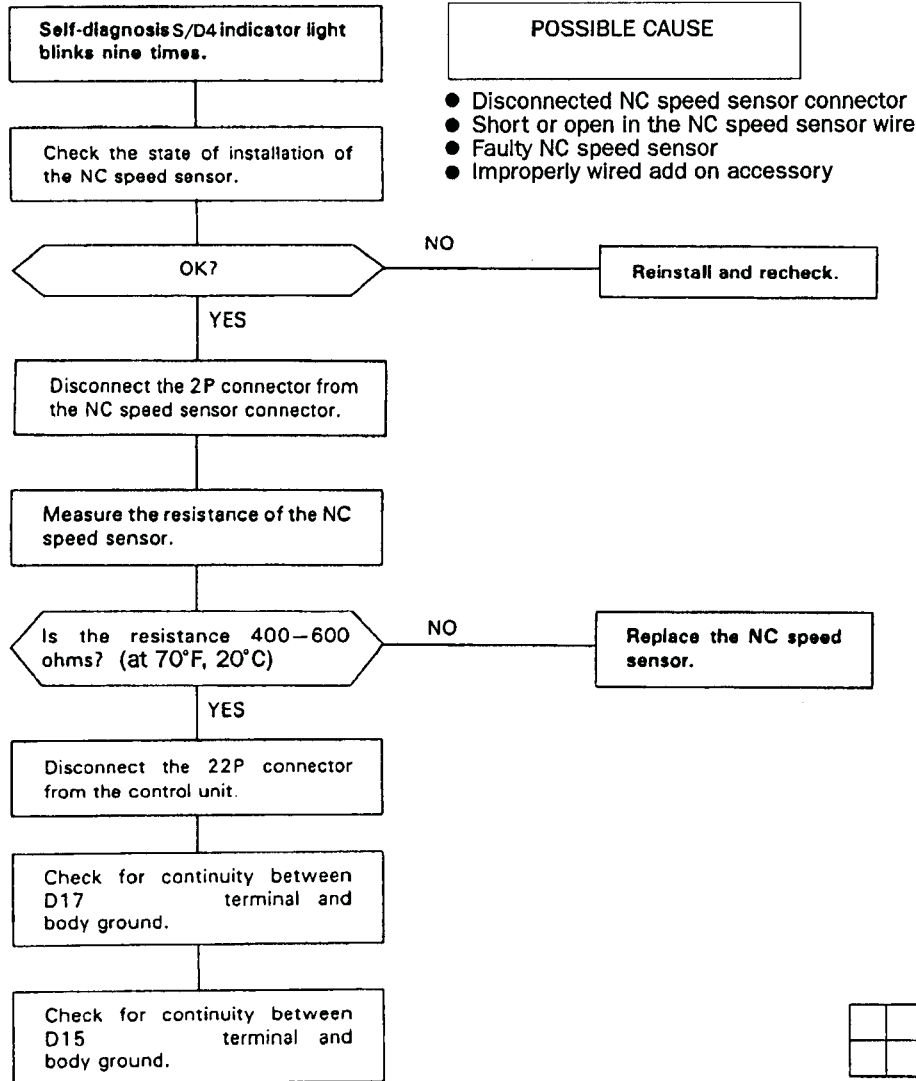 Self-diagnosis S/D4 indicator light
blinks nine times.
POSSIBLE CAUSE
● Disconnected NC speed sensor connector
● Short or open in the NC speed sensor wire
● Faulty NC speed sensor
● Improperly wired add on accessory
Check the state of installation of
the NC speed sensor.
OK?
NO
Reinstall and recheck.
YES
Disconnect the 2P connector from
the NC speed sensor connector.
Measure the resistance of the NC
speed sensor.
Is the resistance 400–600
ohms? (at 70°F, 20°C)
NO
Replace the NC speed
sensor.
YES
Disconnect the 22P connector
from the control unit.
Check for continuity between
D17 terminal and
body ground.
Check for continuity between
D15 terminal and
body ground.